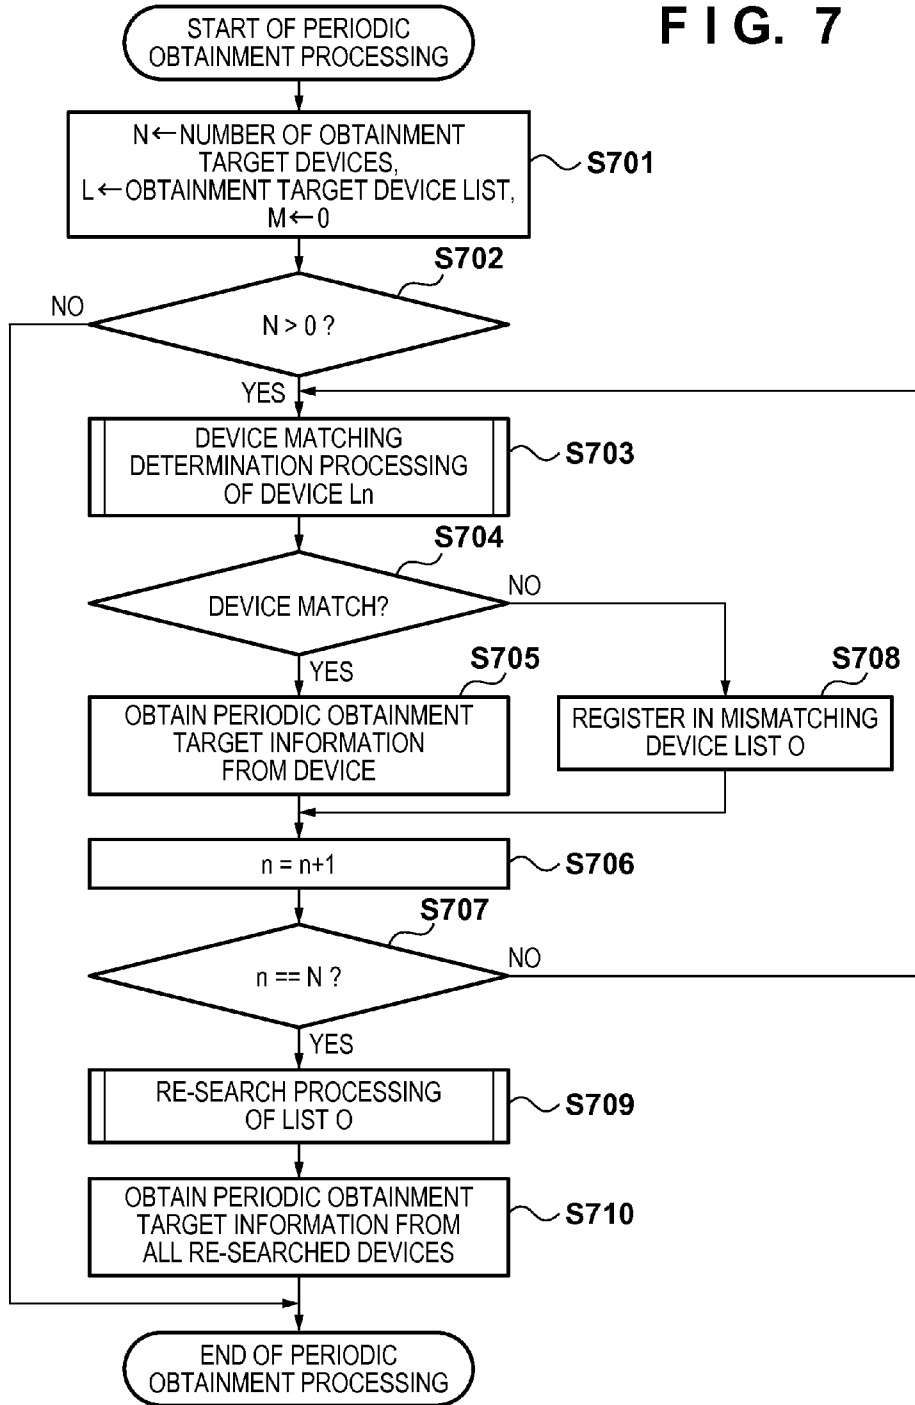 FIG. 7
START OF PERIODIC
OBTAINMENT PROCESSING
N←NUMBER OF OBTAINMENT
TARGET DEVICES,
L←OBTAINMENT TARGET DEVICE LIST,
M←0
S701
S702
N > 0 ?
NO
YES
DEVICE MATCHING
DETERMINATION PROCESSING
OF DEVICE Ln
S703
S704
DEVICE MATCH?
NO
YES
S705
OBTAIN PERIODIC OBTAINMENT
TARGET INFORMATION
FROM DEVICE
S708
REGISTER IN MISMATCHING
DEVICE LIST O
n = n+1
S706
S707
n == N ?
NO
YES
RE-SEARCH PROCESSING
OF LIST O
S709
OBTAIN PERIODIC OBTAINMENT
TARGET INFORMATION FROM
ALL RE-SEARCHED DEVICES
S710
END OF PERIODIC
OBTAINMENT PROCESSING